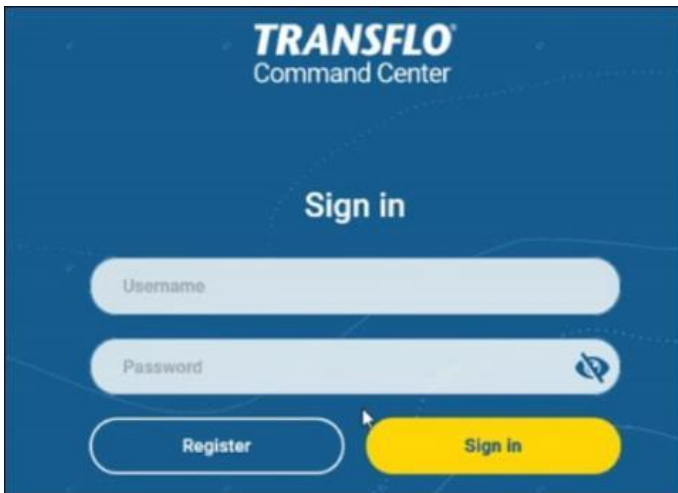 TRANSFLO®
Command Center
Sign in
Username
Password
Register
Sign in